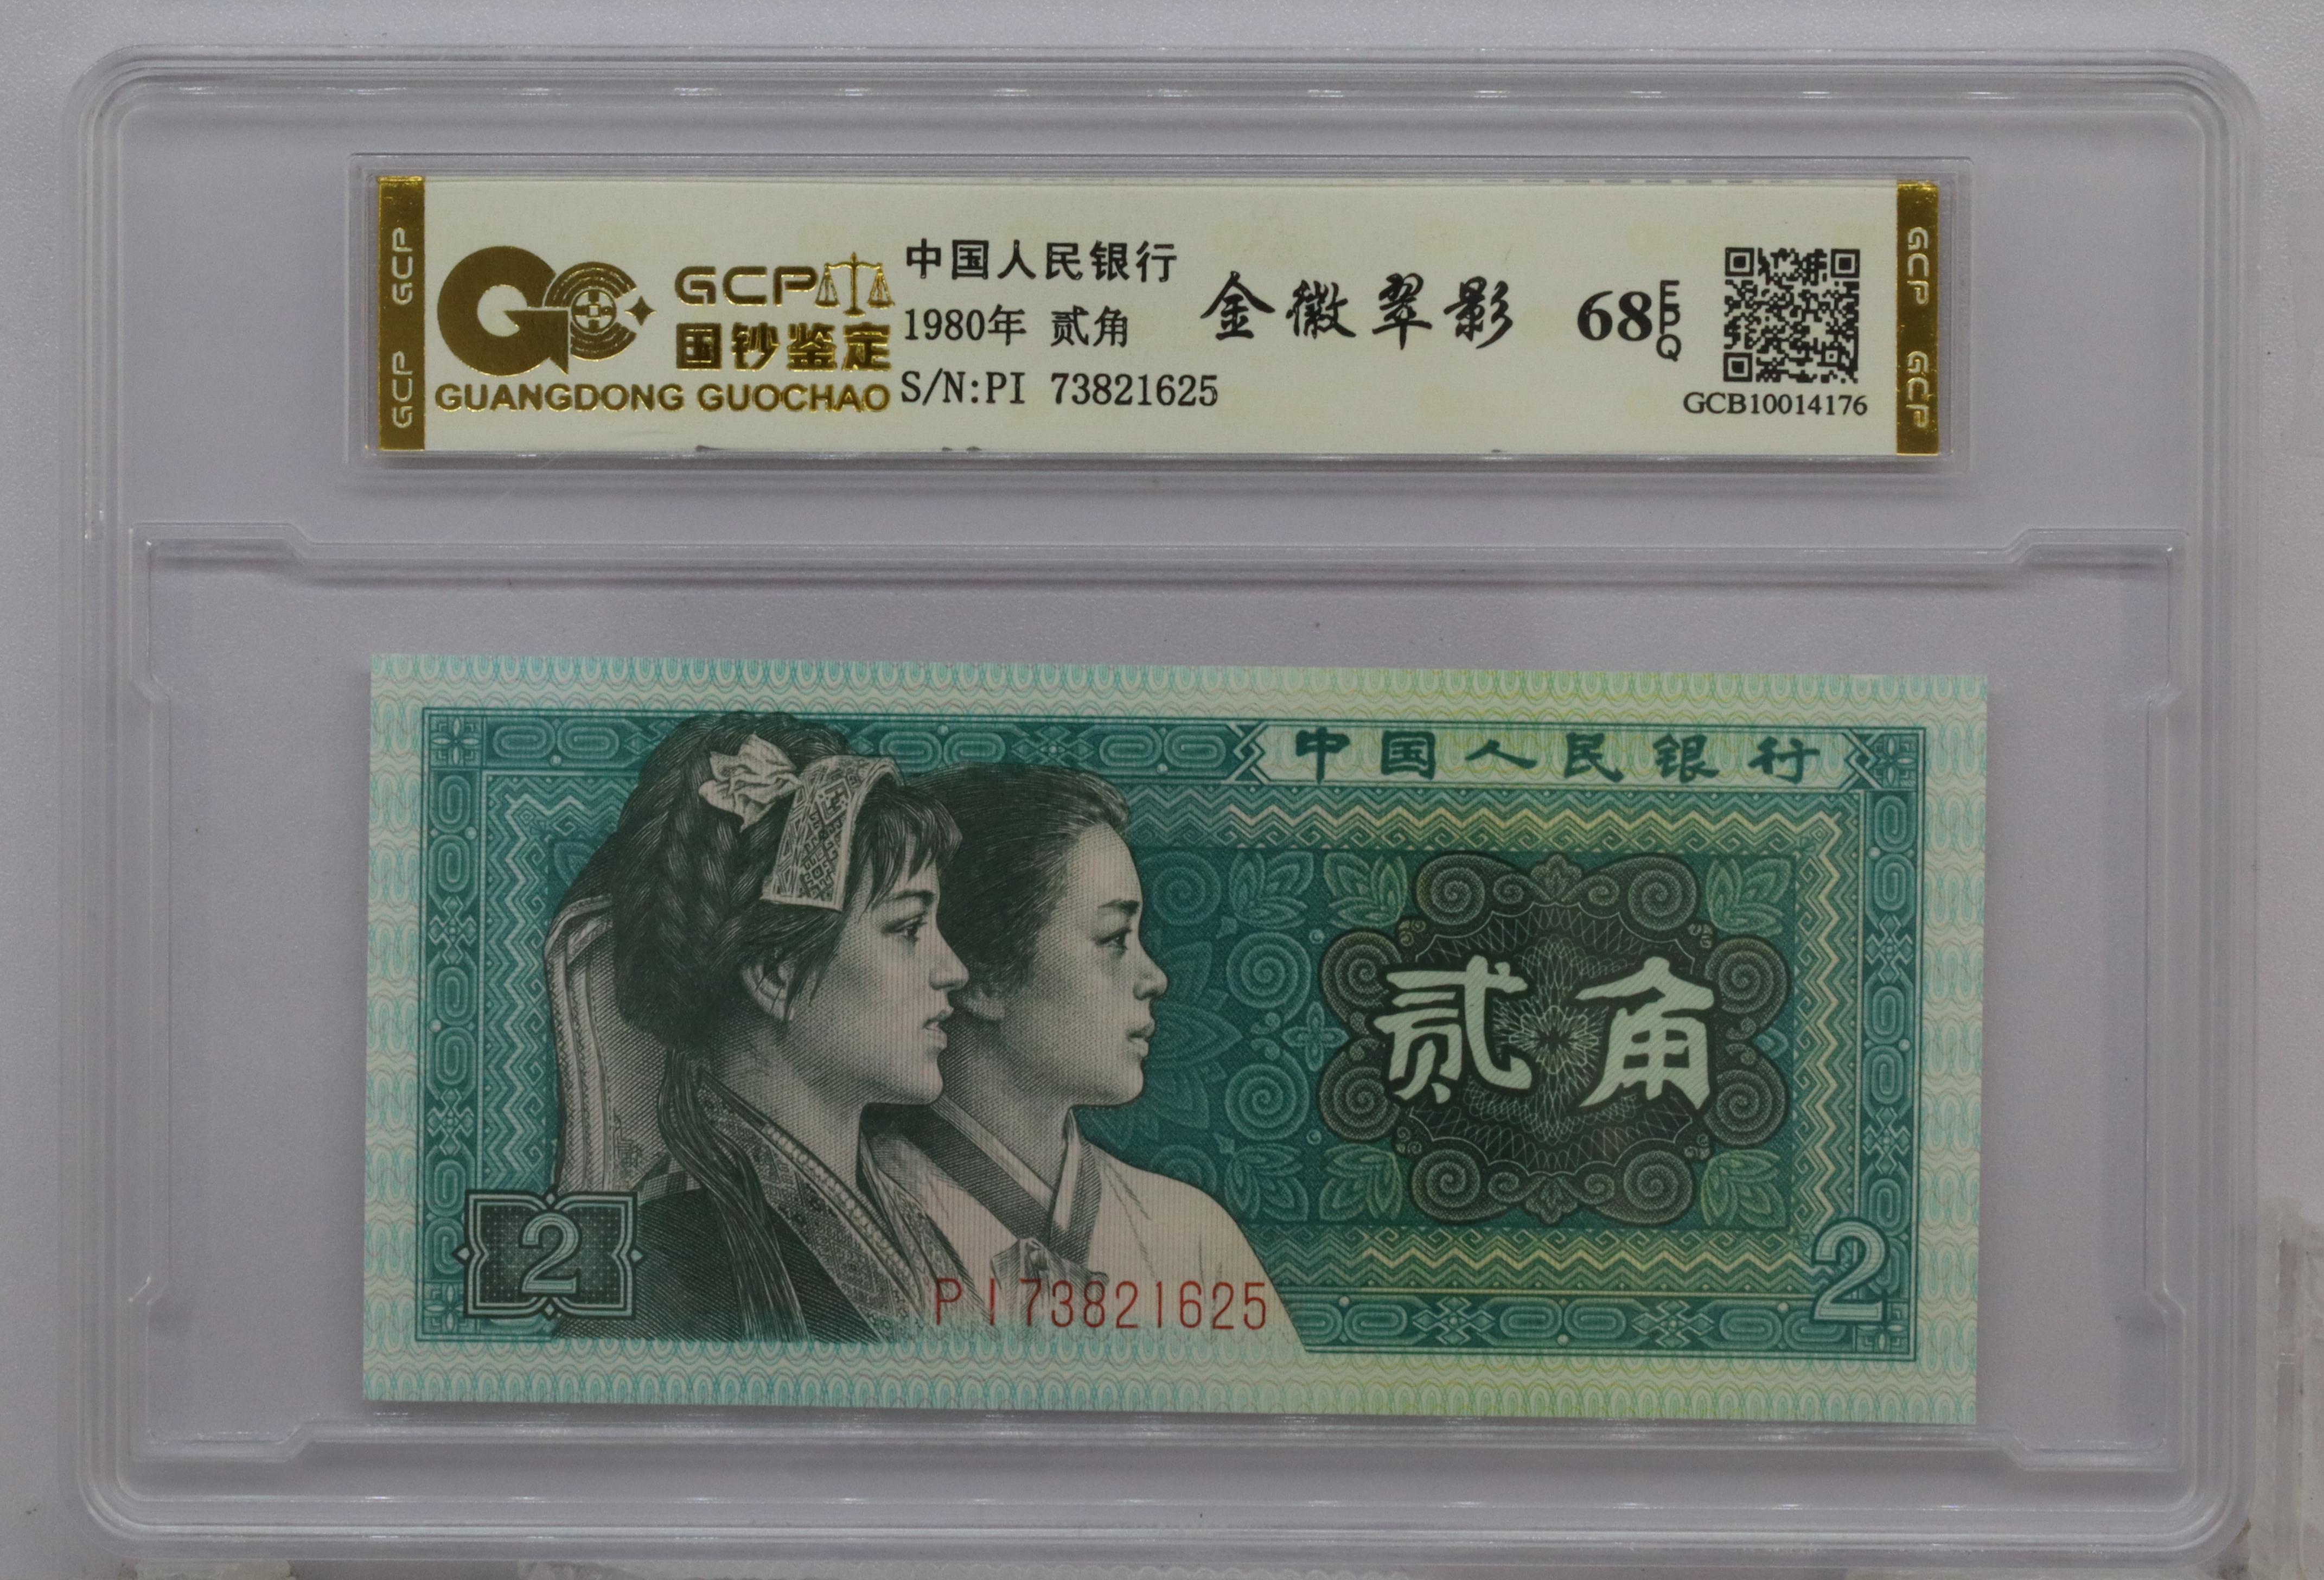 GCP GCP
GCP
国钞鉴定
GUANGDONG GUOCHAO
中国人民银行
1980年 贰角
S/N:PI 73821625
金徽翠影
68 EPQ
GCB10014176
GCP GCP
中国人民银行
贰角
2
2
PI73821625